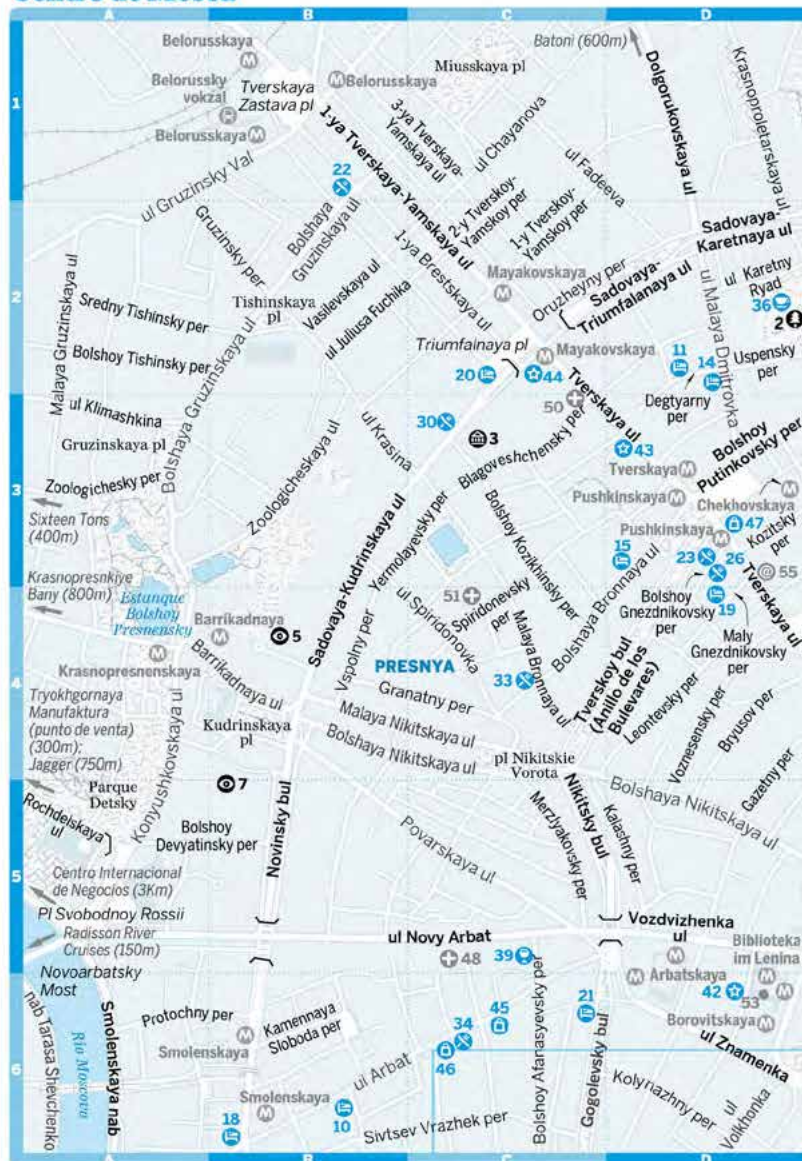 A
B
C
D
1
2
3
4
5
6
Belorusskaya
Belorussky
vokzal
Tverskaya
Zastava pl
Belorusskaya
Belorusskaya
Miusskaya pl
Batoni (600m)
Dolgorukovskaya ul
Krasnoproletarskaya ul
3-ya Tverskaya-
Yamskaya ul
ul Chayanova
ul Fadeeva
1-ya Tverskaya-Yamskaya ul
22
ul Gruzinsky Val
Gruzinsky per
Bolshaya
Gruzinskaya ul
2-y Tverskoy-
Yamskoy per
1-y Tverskoy-
Yamskoy per
Sadovaya-
Karetnaya ul
1-ya Brestskaya ul
Mayakovskaya
Oruzheyny per
Sadovaya-
Triumfalanaya ul
ul Karetny
Ryad
36
2
Malaya Gruzinskaya ul
Sredny Tishinsky per
Tishinskaya
pl
Vasilevskaya ul
ul Juliusa Fuchika
Bolshoy Tishinsky per
Triumfalnaya pl
Mayakovskaya
ul Malaya Dmitrovka
11
14
Uspensky
per
20
44
Degtyarny
per
50
Tverskaya ul
ul Klimashkina
Bolshaya Gruzinskaya ul
ul Krasina
30
3
43
Bolshoy
Putinkovsky per
Gruzinskaya pl
Zoologicheskaya ul
Blagoveshchensky per
Tverskaya
Zoologichesky per
Pushkinskaya
Chekhovskaya
Sixteen Tons
(400m)
Yermolayevsky per
Bolshoy Kozikhinsky per
Pushkinskaya
47
Kozitsky
per
15
23
26
55
Krasnopresnkiye
Bany (800m)
Estanque
Bolshoy
Presnensky
Sadovaya-Kudrinskaya ul
51
Spiridonevsky
per
Bolshaya Bronnaya ul
Bolshoy
Gnezdnikovsky
per
19
Tverskaya ul
Barrikadnaya
5
Vspolny per
ul Spiridonovka
Malaya Bronnaya ul
Maly
Gnezdnikovsky
per
Krasnopresnenskaya
Barrikadnaya ul
PRESNYA
33
Tverskoy bul
(Anillo de los
Bulevares)
Tryokhgornaya
Manufaktura
(punto de venta)
(300m);
Jagger (750m)
Granatny per
Leontevsky per
Voznesensky per
Bryusov per
Kudrinskaya
pl
Malaya Nikitskaya ul
Bolshaya Nikitskaya ul
pl Nikitskie
Vorota
Gazetny per
Konyushkovskaya ul
Parque
Detsky
7
Nikitsky bul
Bolshaya Nikitskaya ul
Rochdelskaya
ul
Bolshoy
Devyatinsky per
Novinsky bul
Povarskaya ul
Merzlyakovsky per
Kalashny per
Centro Internacional
de Negocios (3Km)
Pl Svobodnoy Rossii
Radisson River
Cruises (150m)
ul Novy Arbat
Vozdvizhenka
ul
Biblioteka
im Lenina
48
39
Arbatskaya
Novoarbatsky
Most
42
53
Borovitskaya
nab Tarasa Shevchenko
Río Moscova
Smolenskaya nab
Protochny per
Kamennaya
Sloboda per
45
21
34
Smolenskaya
46
ul Arbat
Bolshoy Afanasyevsky per
Gogolevsky bul
ul Znamenka
Smolenskaya
10
18
Sivtsev Vrazhek per
Kolymazhny per
ul
Volkhonka
A
B
C
D